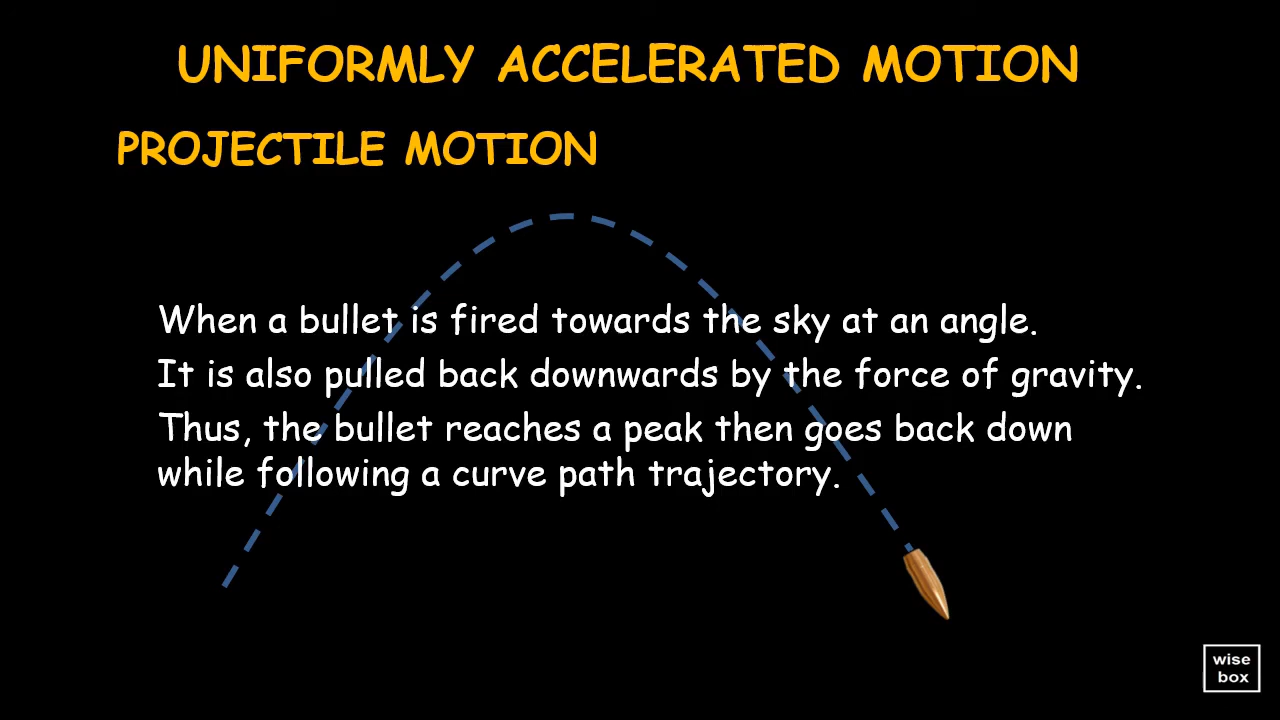 UNIFORMLY ACCELERATED MOTION
PROJECTILE MOTION
When a bullet is fired towards the sky at an angle.
It is also pulled back downwards by the force of gravity.
Thus, the bullet reaches a peak then goes back down
while following a curve path trajectory.
wise
box